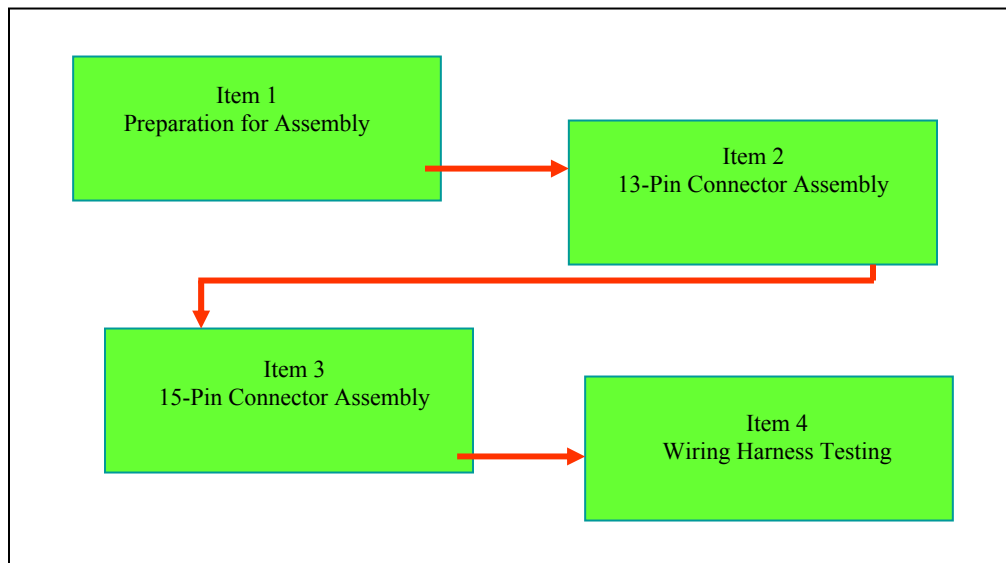 Item 1
Preparation for Assembly
Item 2
13-Pin Connector Assembly
Item 3
15-Pin Connector Assembly
Item 4
Wiring Harness Testing